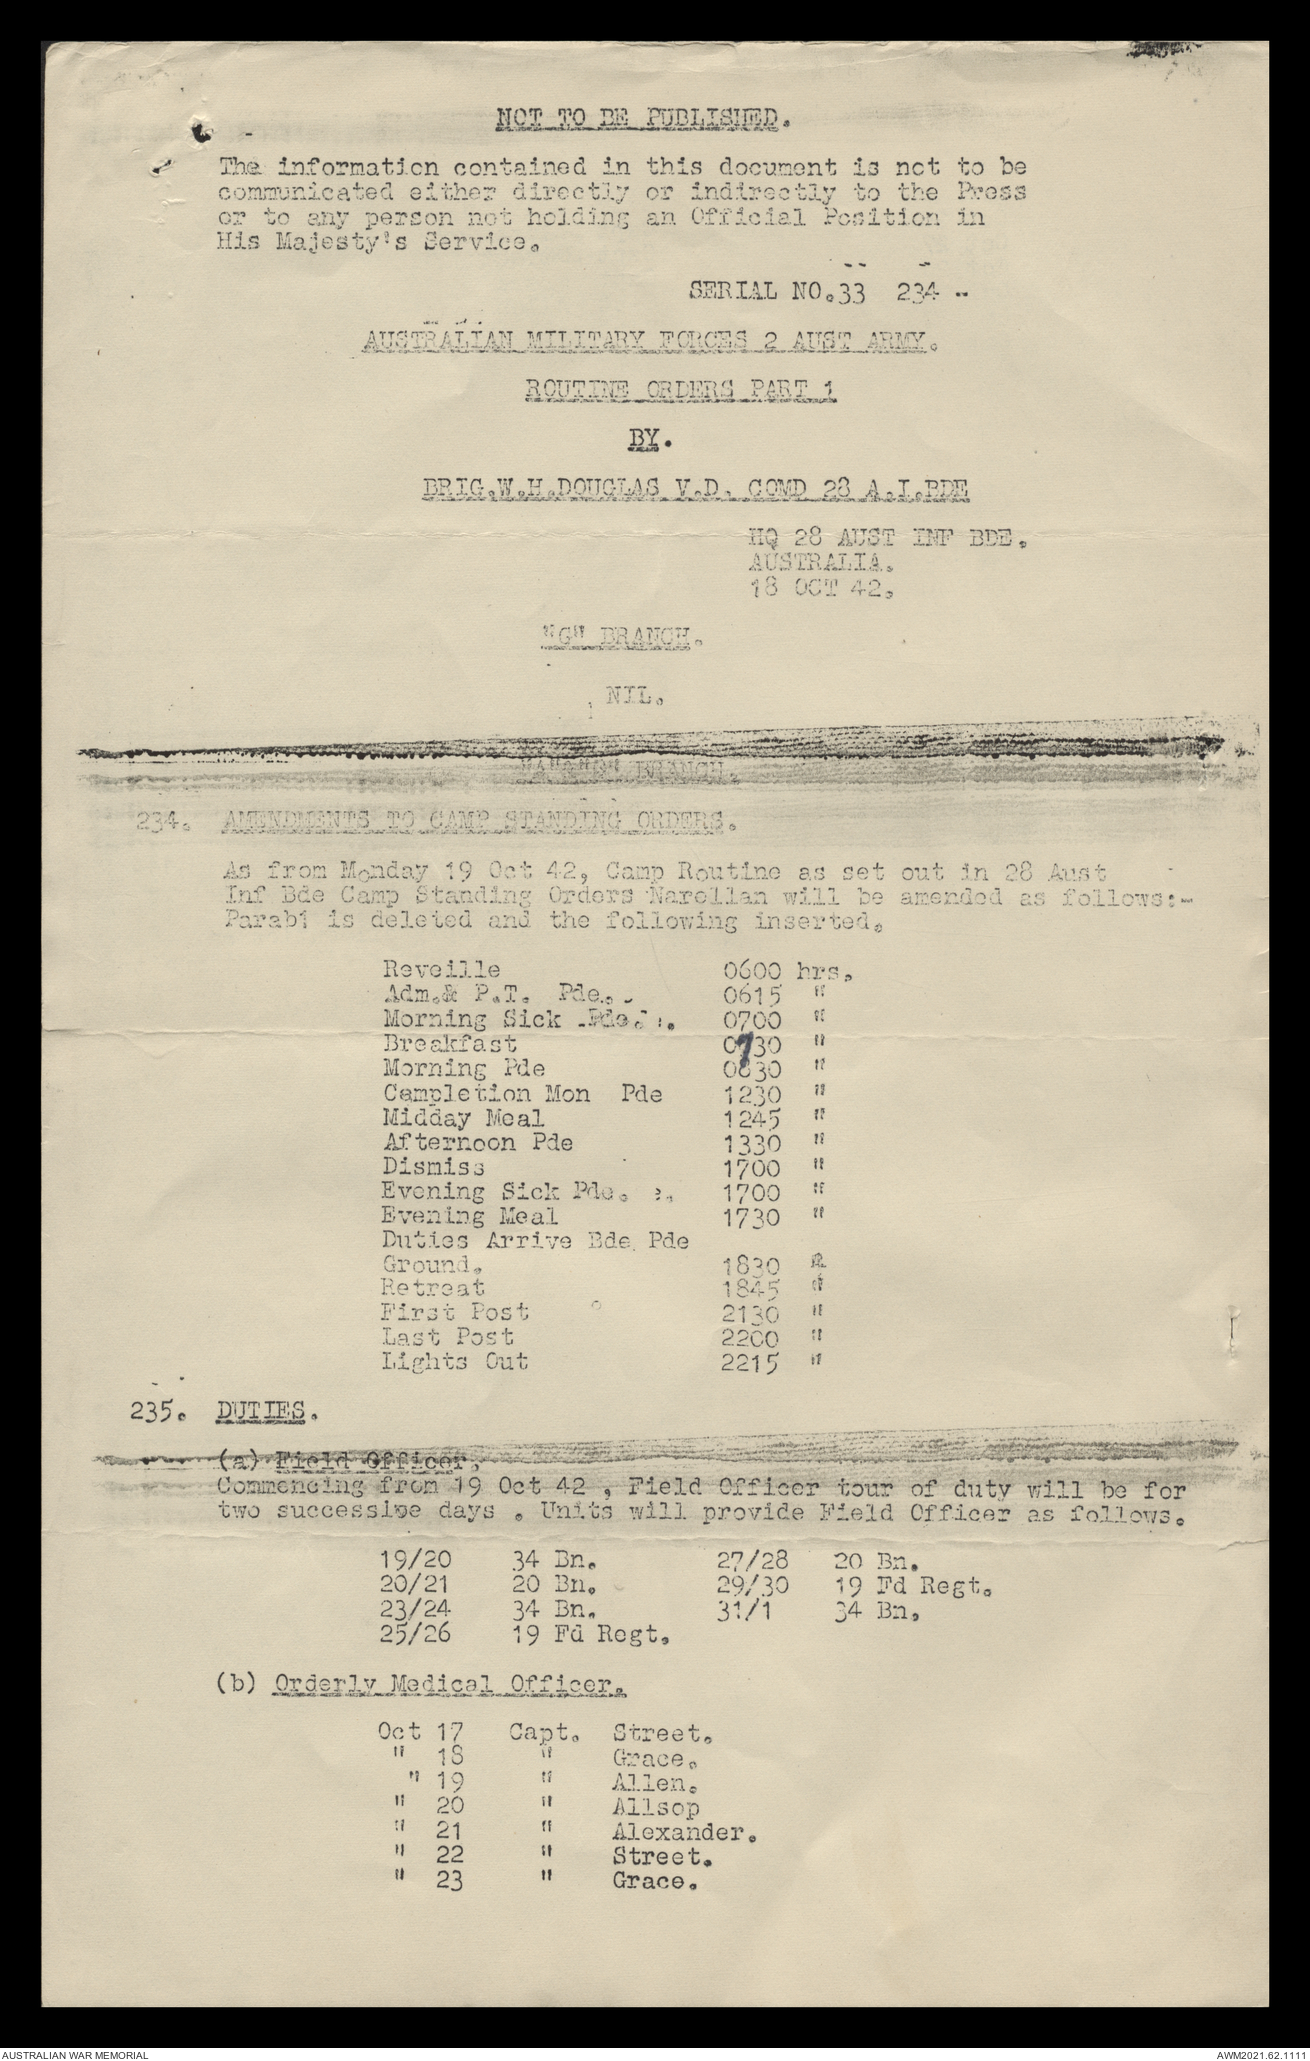 NOT TO BE PUBLISHED.
The information contained in this document is not to be
communicated either directly or indirectly to the Press
or to any person not holding an Official Position in
His Majesty's Service.
SERIAL NO.33 234 -
AUSTRALIAN MILITARY FORCES 2 AUST ARMY.
ROUTINE ORDERS PART 1
BY.
BRIG.W.H.DOUGLAS V.D. COMD 28 A.I.BDE
HQ 28 AUST INF BDE.
AUSTRALIA.
18 OCT 42.
"G" BRANCH.
NIL.
BRANCH.
234. AMENDMENTS TO CAMP STANDING ORDERS.
As from Monday 19 Oct 42, Camp Routine as set out in 28 Aust
Inf Bde Camp Standing Orders Narellan will be amended as follows:-
Parab1 is deleted and the following inserted.
Reveille 0600 hrs.
Adm.& P.T. Pde. 0615 "
Morning Sick Pde. 0700 "
Breakfast 0730 "
Morning Pde 0830 "
Completion Mon Pde 1230 "
Midday Meal 1245 "
Afternoon Pde 1330 "
Dismiss 1700 "
Evening Sick Pde. 1700 "
Evening Meal 1730 "
Duties Arrive Bde Pde
Ground. 1830 "
Retreat 1845 "
First Post 2130 "
Last Post 2200 "
Lights Out 2215 "
235. DUTIES.
(a) Field Officer.
Commencing from 19 Oct 42 , Field Officer tour of duty will be for
two successive days . Units will provide Field Officer as follows.
19/20 34 Bn. 27/28 20 Bn.
20/21 20 Bn. 29/30 19 Fd Regt.
23/24 34 Bn. 31/1 34 Bn.
25/26 19 Fd Regt.
(b) Orderly Medical Officer.
Oct 17 Capt. Street.
" 18 " Grace.
" 19 " Allen.
" 20 " Allsop
" 21 " Alexander.
" 22 " Street.
" 23 " Grace.
AUSTRALIAN WAR MEMORIAL AWM2021.62.1111